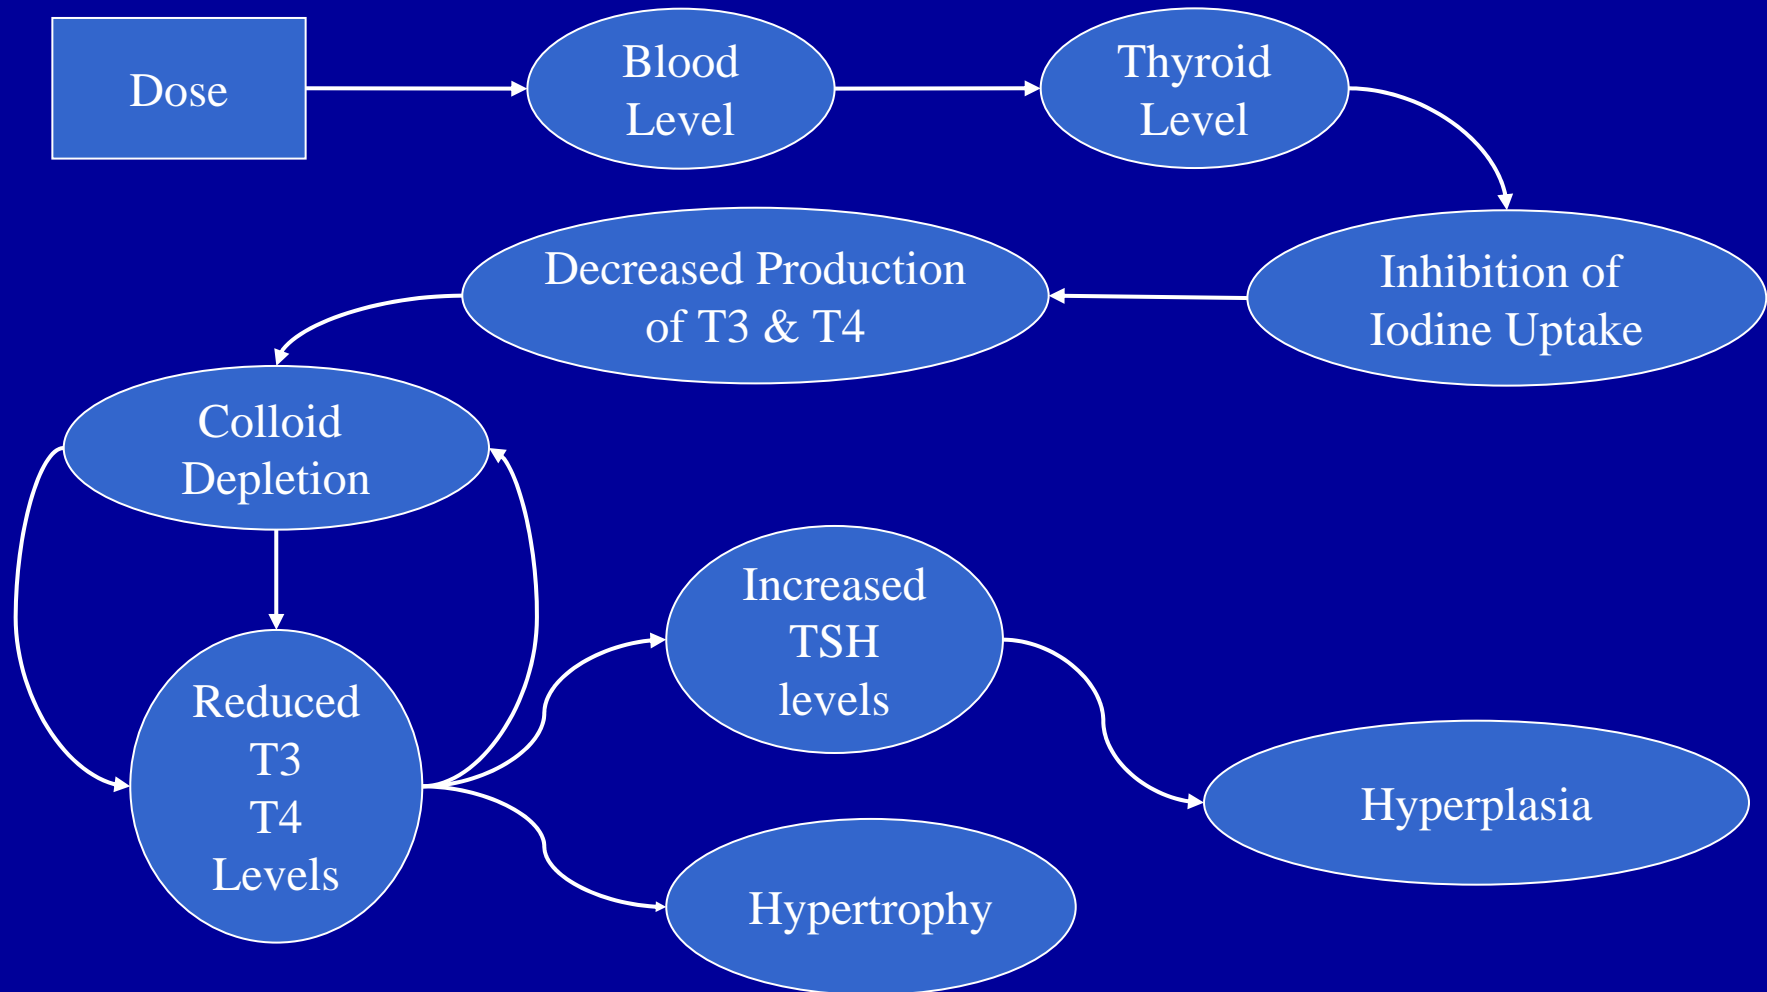 Dose
Blood
Level
Thyroid
Level
Decreased Production
of T3 & T4
Inhibition of
Iodine Uptake
Colloid
Depletion
Increased
TSH
levels
Reduced
T3
T4
Levels
Hyperplasia
Hypertrophy